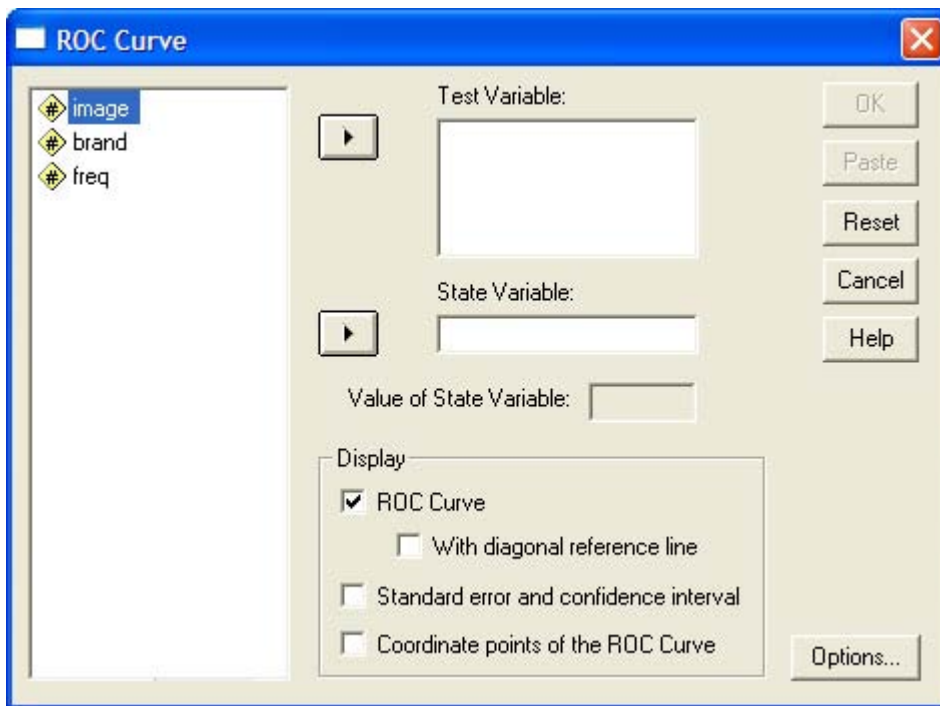 ROC Curve
image
brand
freq
Test Variable:
State Variable:
Value of State Variable:
Display
ROC Curve
With diagonal reference line
Standard error and confidence interval
Coordinate points of the ROC Curve
OK
Paste
Reset
Cancel
Help
Options...